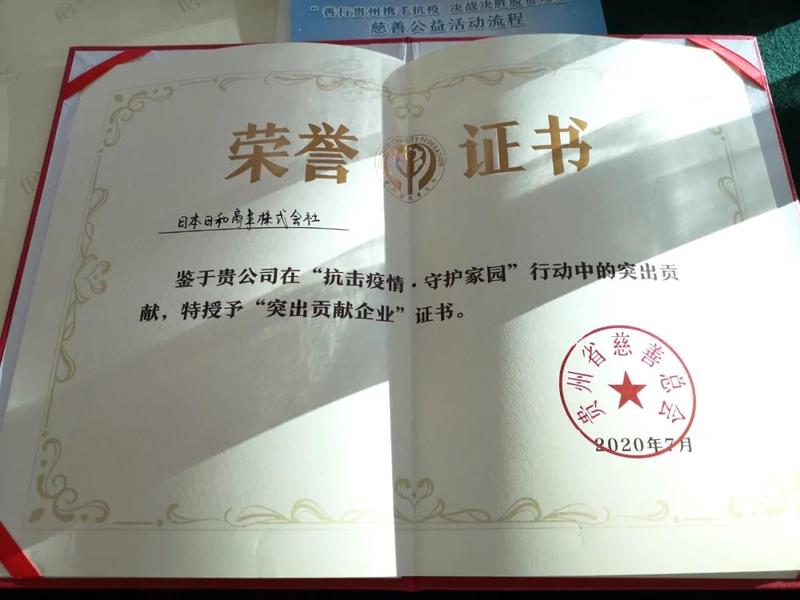 “善行贵州携手抗疫 决战决胜脱贫
慈善公益活动流程
荣誉证书
日本日和商事株式会社
鉴于贵公司在“抗击疫情.守护家园”行动中的突出贡
献，特授予“突出贡献企业”证书。
贵州省慈善总会
2020年7月